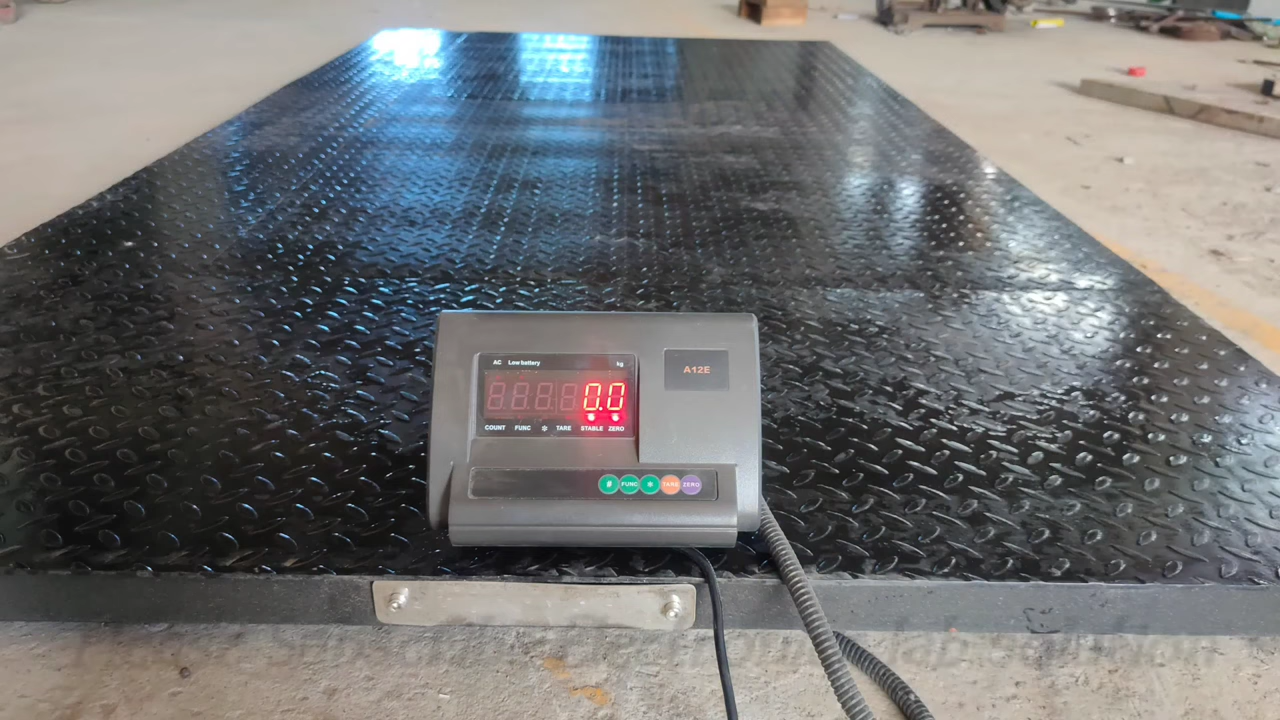 AC Low battery kg
0.0
COUNT FUNC ✻ TARE STABLE ZERO
A12E
# FUNC ✻ TARE ZERO